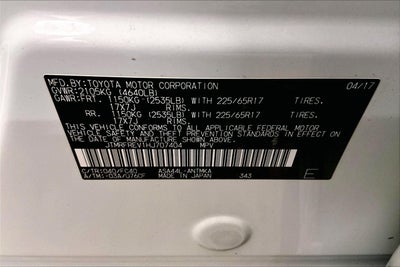 MFD.BY:TOYOTA MOTOR CORPORATION 04/17
GVWR:2105KG (4640LB)
GAWR:FRT. 1150KG (2535LB) WITH 225/65R17 TIRES.
17X7J RIMS.
RR. 1150KG (2535LB) WITH 225/65R17 TIRES.
17X7J RIMS.
THIS VEHICLE CONFORMS TO ALL APPLICABLE FEDERAL MOTOR
VEHICLE SAFETY, BUMPER, AND THEFT PREVENTION STANDARDS IN
EFFECT ON THE DATE OF MANUFACTURE SHOWN ABOVE.
JTMRFREV1HJ707404 MPV
C/TR:040/FC40 ASA44L-ANTMKA
A/TM:-03A/U760F MADE IN JAPAN 343 E